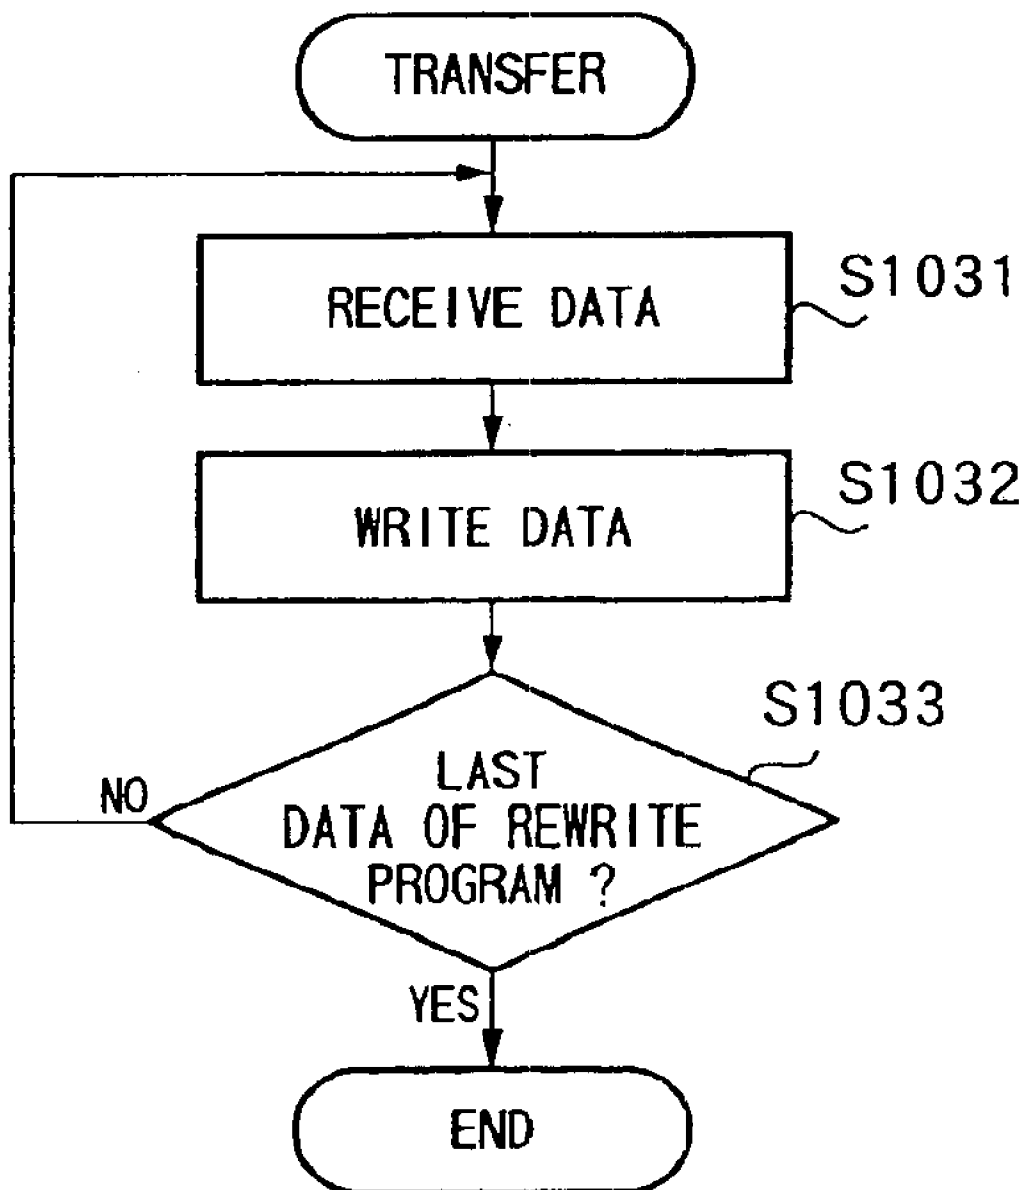 TRANSFER
RECEIVE DATA
S1031
WRITE DATA
S1032
S1033
LAST
DATA OF REWRITE
PROGRAM ?
NO
YES
END